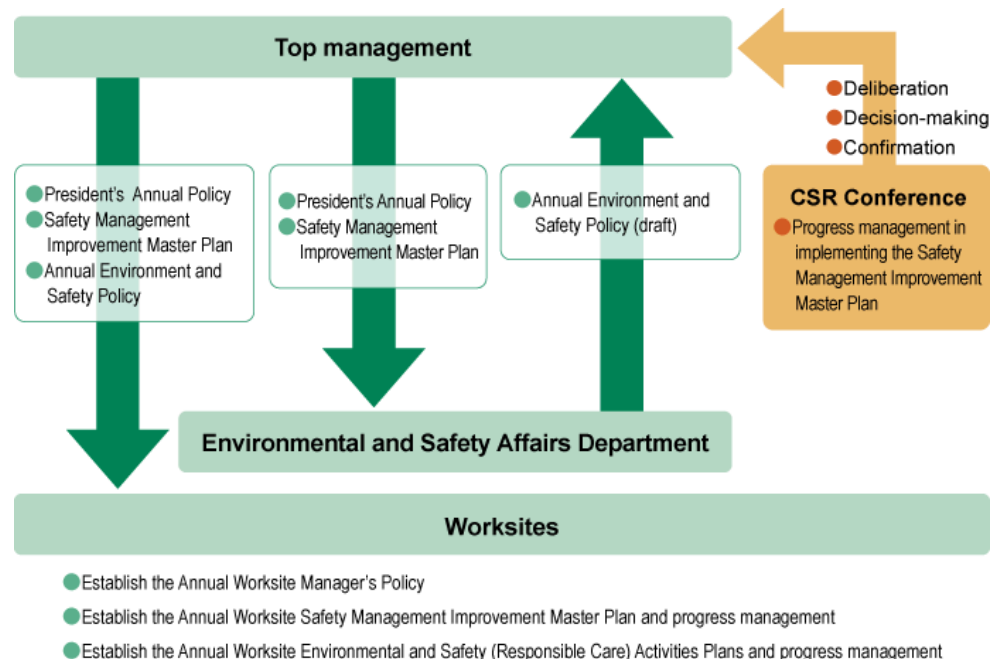 Top management
Deliberation
Decision-making
Confirmation
President's Annual Policy
Safety Management
Improvement Master Plan
Annual Environment and
Safety Policy
President's Annual Policy
Safety Management
Improvement Master Plan
Annual Environment and
Safety Policy (draft)
CSR Conference
Progress management in
implementing the Safety
Management Improvement
Master Plan
Environmental and Safety Affairs Department
Worksites
Establish the Annual Worksite Manager's Policy
Establish the Annual Worksite Safety Management Improvement Master Plan and progress management
Establish the Annual Worksite Environmental and Safety (Responsible Care) Activities Plans and progress management